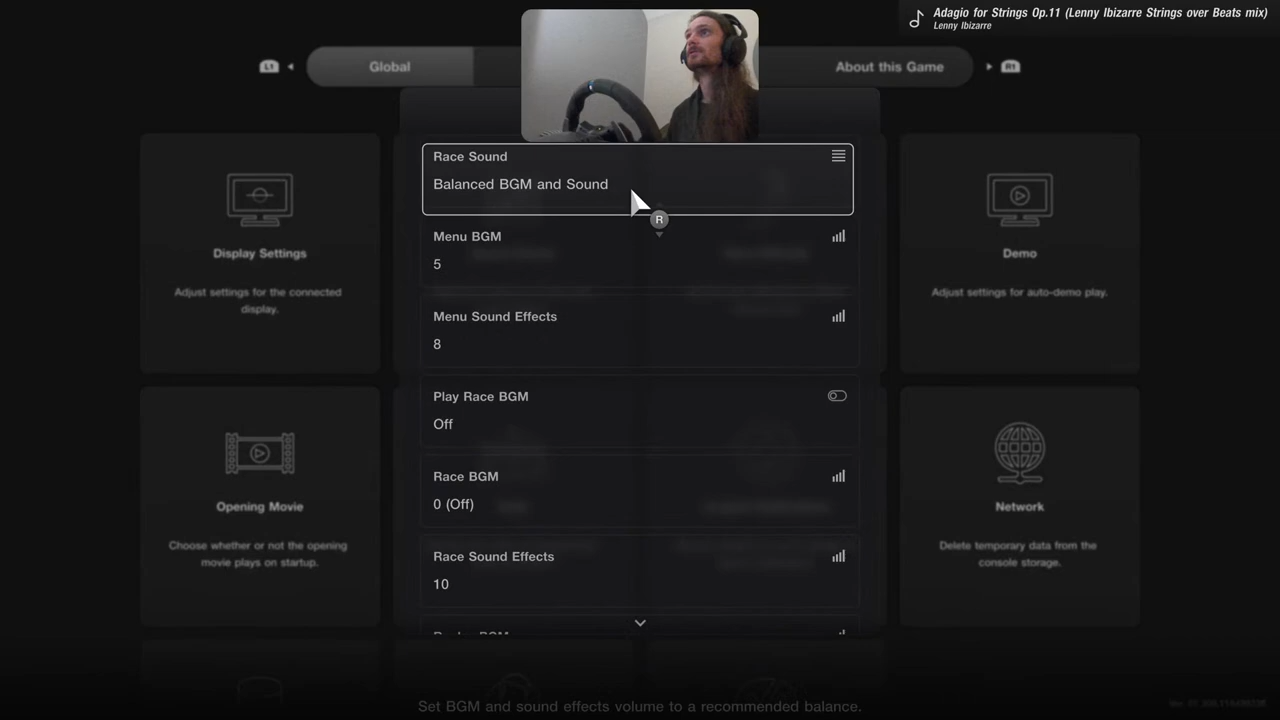 Adagio for Strings Op.11 (Lenny Ibizarre Strings over Beats mix)
Lenny Ibizarre
L1
Global
About this Game
R1
Race Sound
Balanced BGM and Sound
R
Menu BGM
5
Menu Sound Effects
8
Play Race BGM
Off
Race BGM
0 (Off)
Race Sound Effects
10
Display Settings
Adjust settings for the connected
display.
Demo
Adjust settings for auto-demo play.
Opening Movie
Choose whether or not the opening
movie plays on startup.
Network
Delete temporary data from the
console storage.
Set BGM and sound effects volume to a recommended balance.